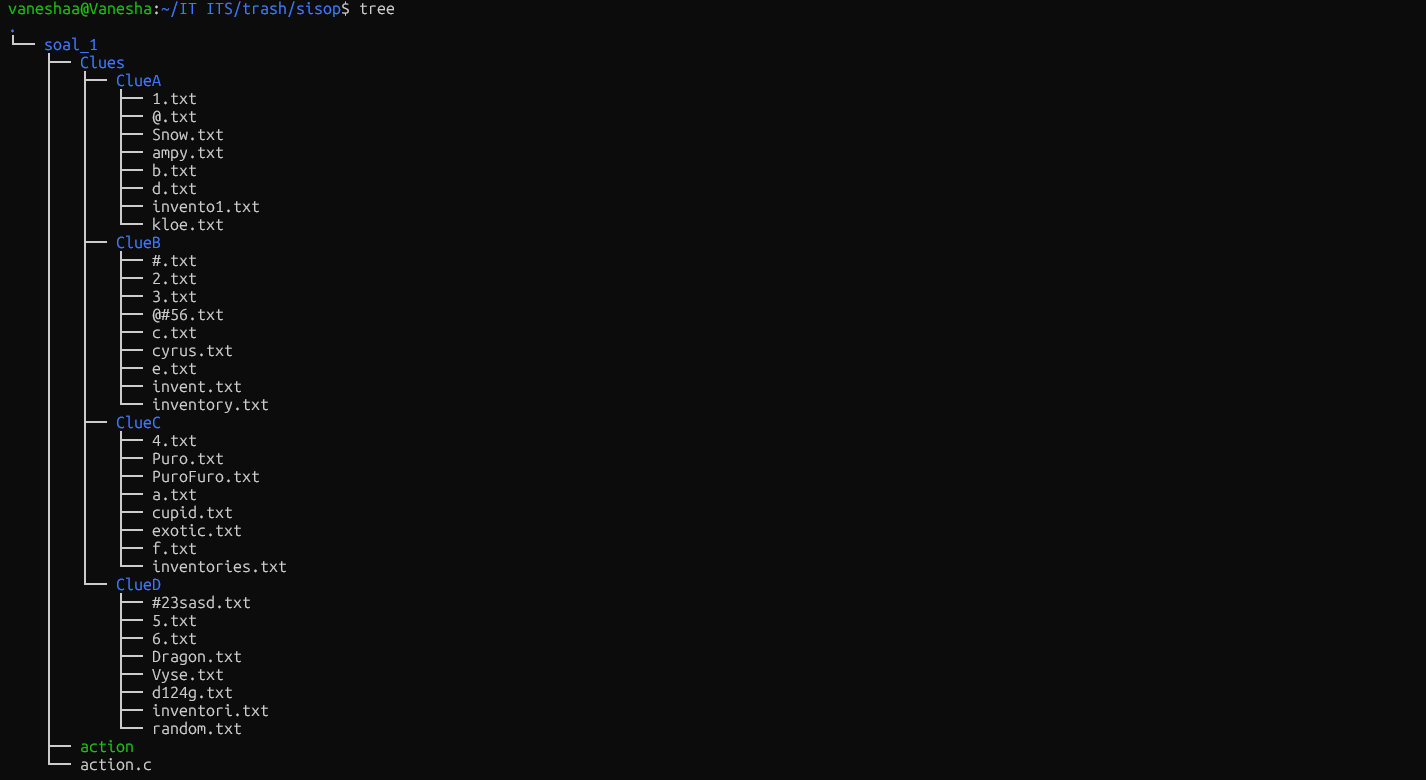 vaneshaa@Vanesha:~/IT ITS/trash/sisop$ tree
.
└── soal_1
    ├── Clues
    │   ├── ClueA
    │   │   ├── 1.txt
    │   │   ├── @.txt
    │   │   ├── Snow.txt
    │   │   ├── ampy.txt
    │   │   ├── b.txt
    │   │   ├── d.txt
    │   │   ├── invento1.txt
    │   │   └── kloe.txt
    │   ├── ClueB
    │   │   ├── #.txt
    │   │   ├── 2.txt
    │   │   ├── 3.txt
    │   │   ├── @#56.txt
    │   │   ├── c.txt
    │   │   ├── cyrus.txt
    │   │   ├── e.txt
    │   │   ├── invent.txt
    │   │   └── inventory.txt
    │   ├── ClueC
    │   │   ├── 4.txt
    │   │   ├── Puro.txt
    │   │   ├── PuroFuro.txt
    │   │   ├── a.txt
    │   │   ├── cupid.txt
    │   │   ├── exotic.txt
    │   │   ├── f.txt
    │   │   └── inventories.txt
    │   └── ClueD
    │       ├── #23sasd.txt
    │       ├── 5.txt
    │       ├── 6.txt
    │       ├── Dragon.txt
    │       ├── Vyse.txt
    │       ├── d124g.txt
    │       ├── inventori.txt
    │       └── random.txt
    ├── action
    └── action.c